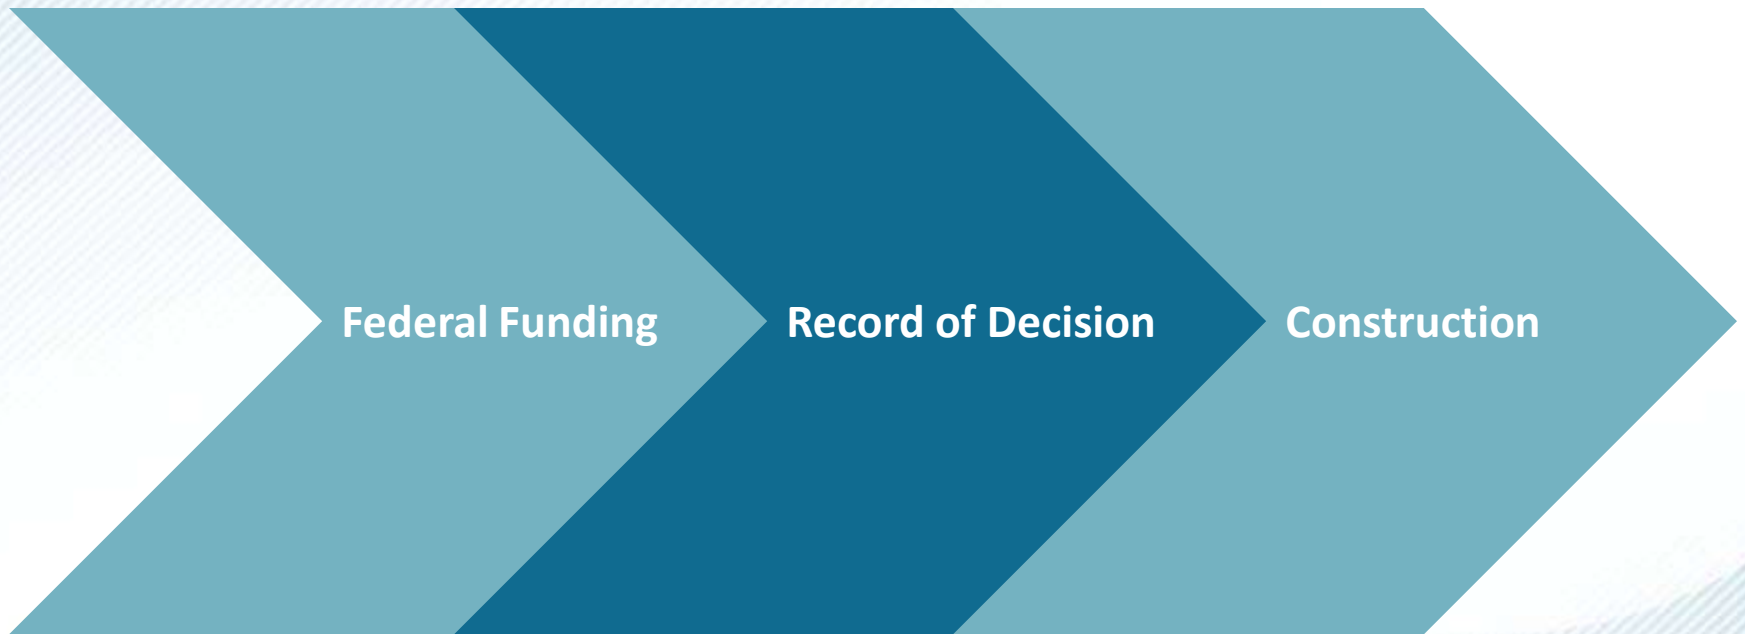 Federal Funding
Record of Decision
Construction